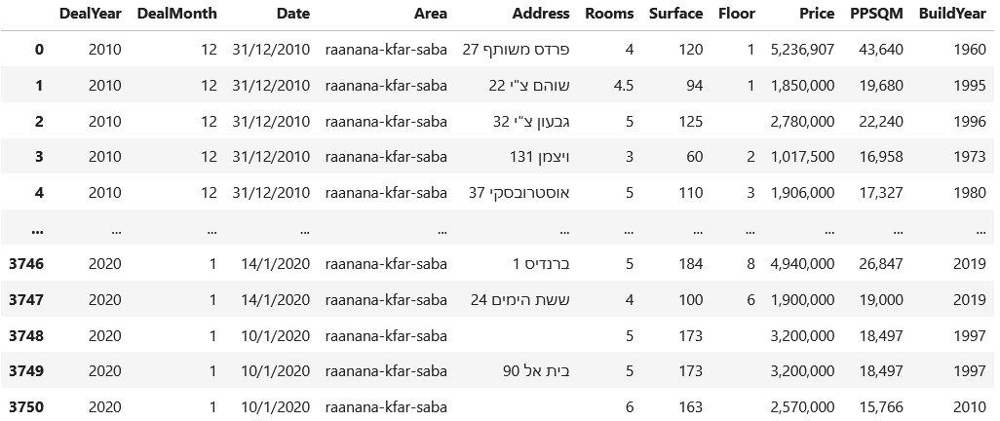 DealYear DealMonth Date Area Address Rooms Surface Floor Price PPSQM BuildYear
0 2010 12 31/12/2010 raanana-kfar-saba פרדס משותף 27 4 120 1 5,236,907 43,640 1960
1 2010 12 31/12/2010 raanana-kfar-saba שוהם צ"י 22 4.5 94 1 1,850,000 19,680 1995
2 2010 12 31/12/2010 raanana-kfar-saba גבעון צ"י 32 5 125 2,780,000 22,240 1996
3 2010 12 31/12/2010 raanana-kfar-saba ויצמן 131 3 60 2 1,017,500 16,958 1973
4 2010 12 31/12/2010 raanana-kfar-saba אוסטרובסקי 37 5 110 3 1,906,000 17,327 1980
... ... ... ... ... ... ... ... ... ... ... ...
3746 2020 1 14/1/2020 raanana-kfar-saba ברנדיס 1 5 184 8 4,940,000 26,847 2019
3747 2020 1 14/1/2020 raanana-kfar-saba ששת הימים 24 4 100 6 1,900,000 19,000 2019
3748 2020 1 10/1/2020 raanana-kfar-saba 5 173 3,200,000 18,497 1997
3749 2020 1 10/1/2020 raanana-kfar-saba בית אל 90 5 173 3,200,000 18,497 1997
3750 2020 1 10/1/2020 raanana-kfar-saba 6 163 2,570,000 15,766 2010